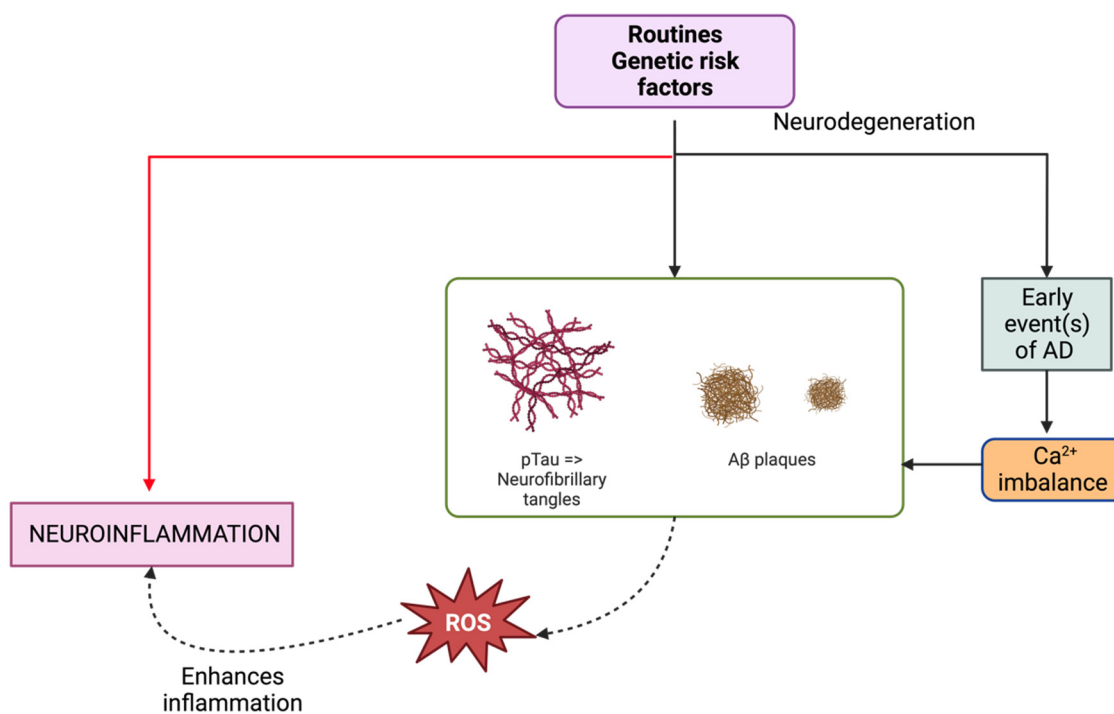 Routines
Genetic risk
factors
Neurodegeneration
Early
event(s)
of AD
pTau =>
Neurofibrillary
tangles
Aβ plaques
Ca²⁺
imbalance
NEUROINFLAMMATION
ROS
Enhances
inflammation